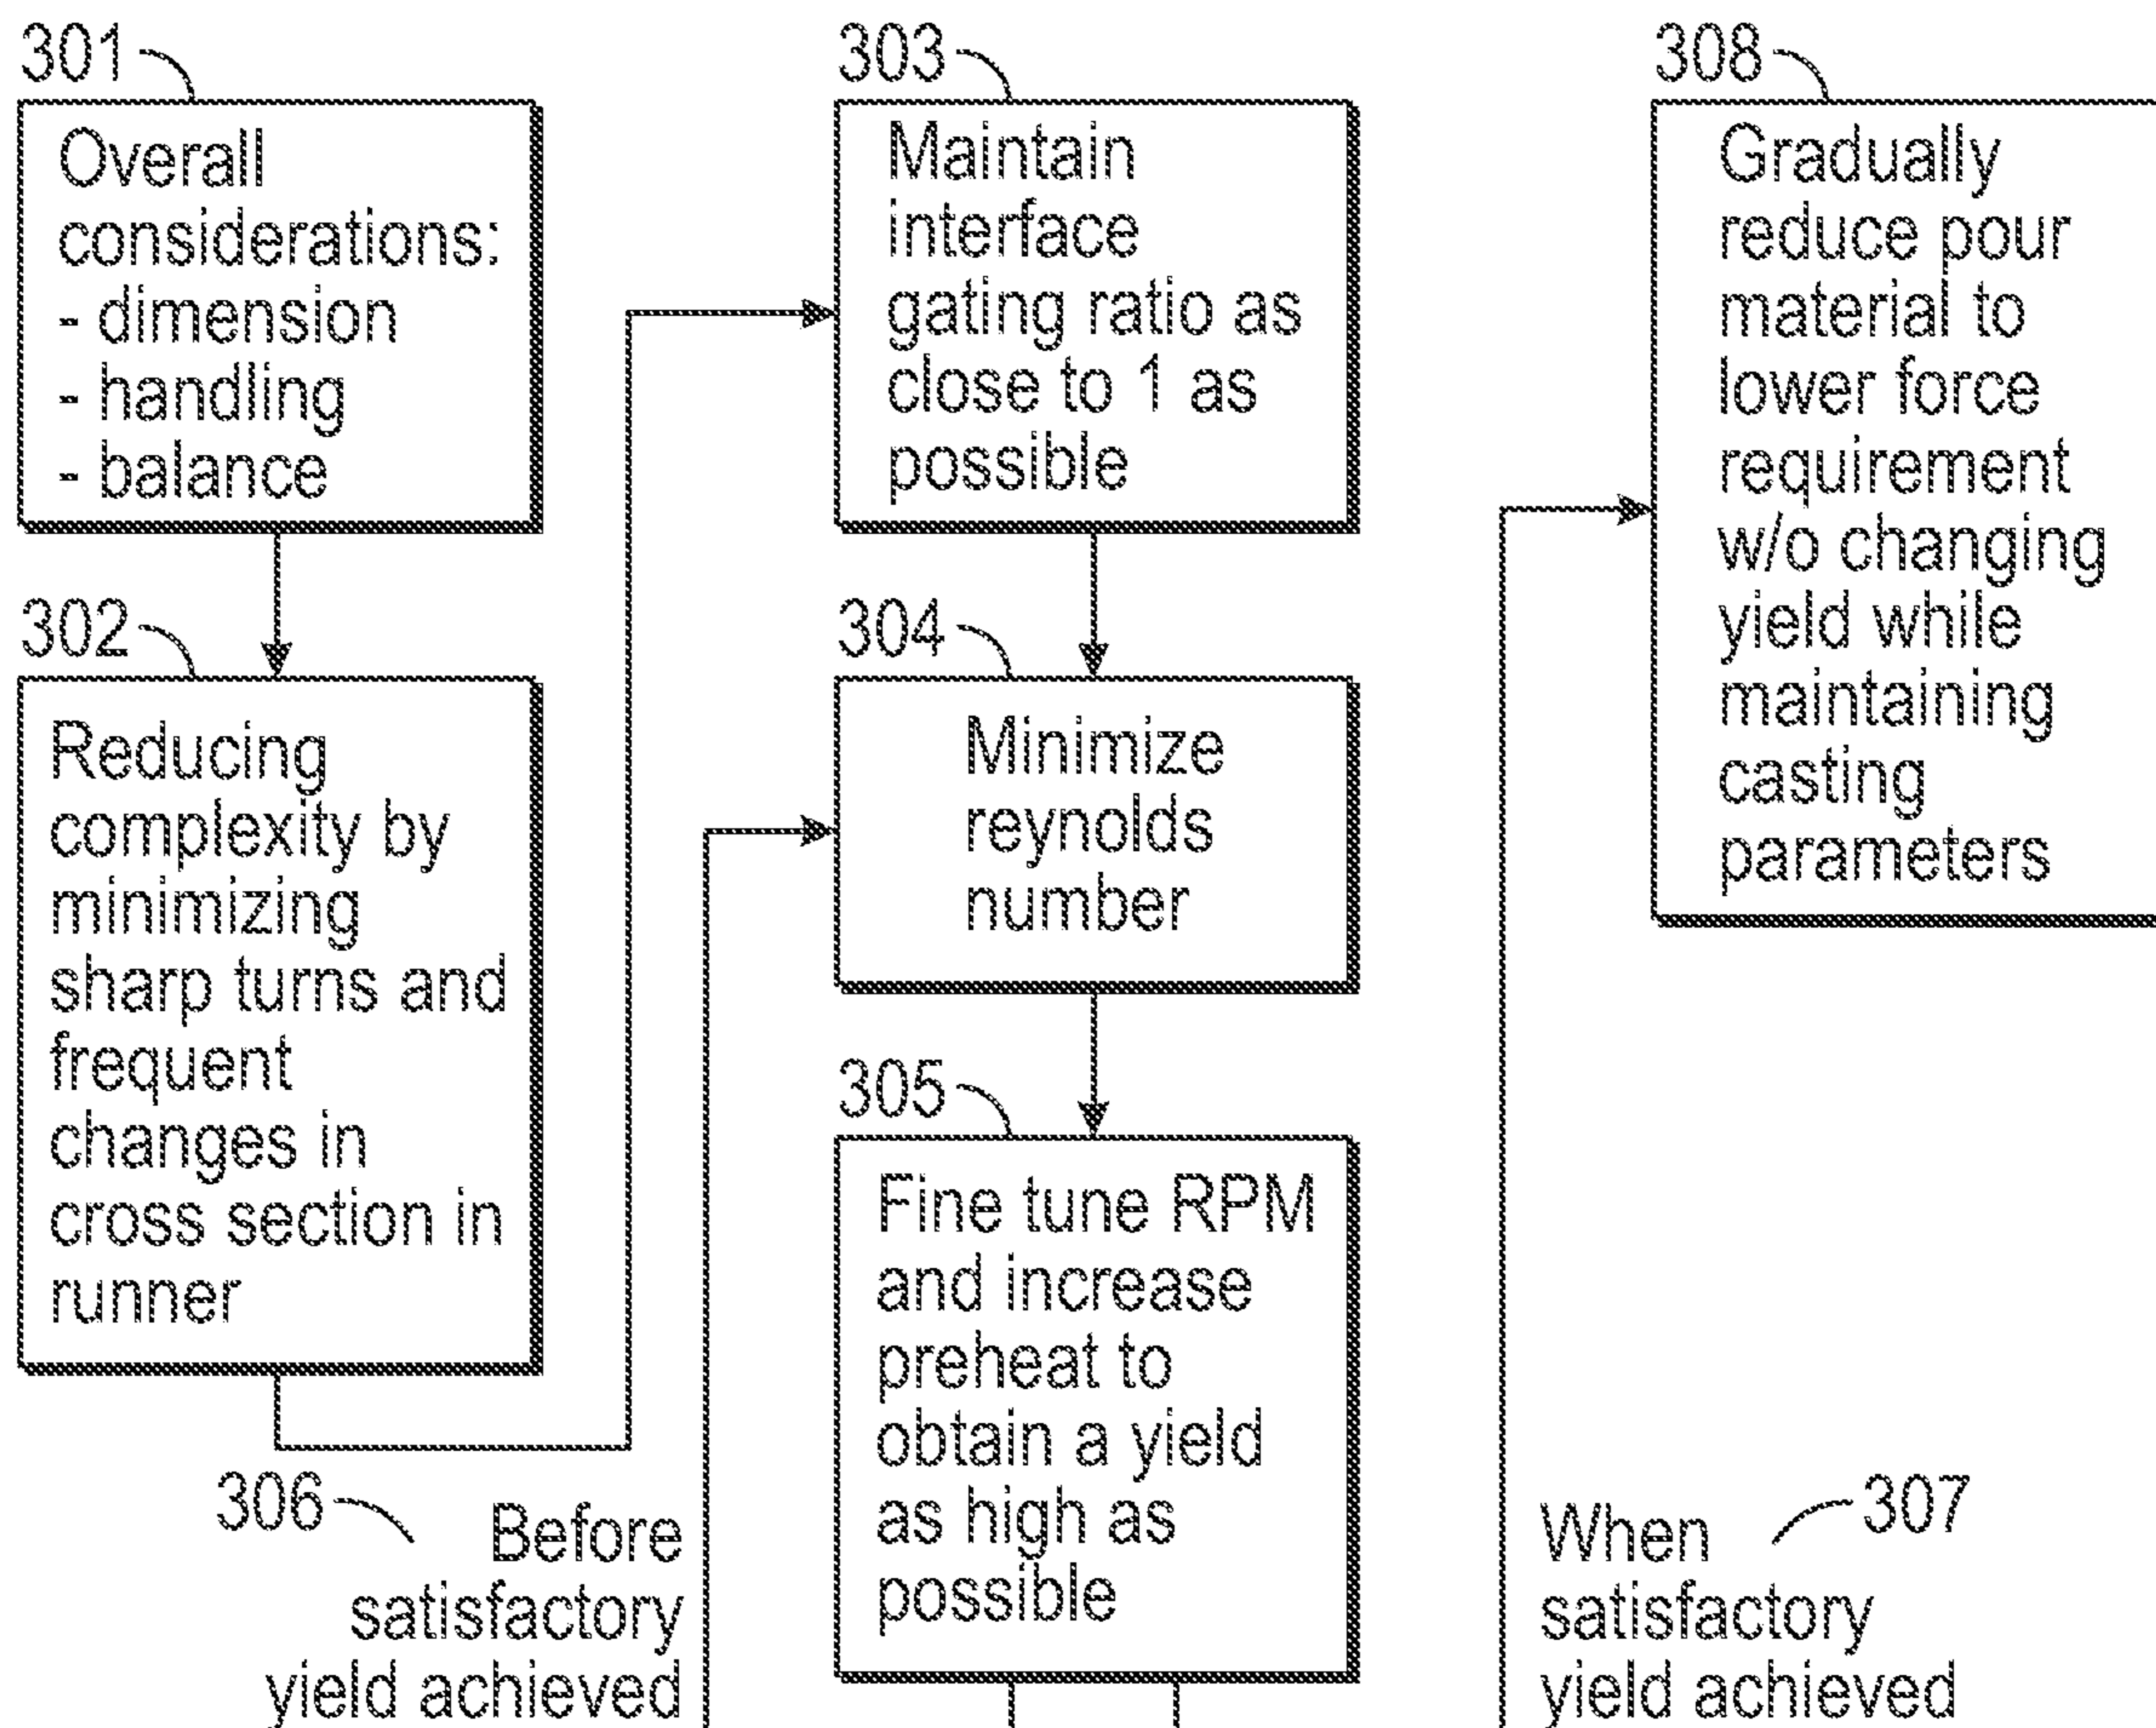 301
Overall
considerations:
- dimension
- handling
- balance
302
Reducing
complexity by
minimizing
sharp turns and
frequent
changes in
cross section in
runner
303
Maintain
interface
gating ratio as
close to 1 as
possible
304
Minimize
reynolds
number
305
Fine tune RPM
and increase
preheat to
obtain a yield
as high as
possible
306
Before
satisfactory
yield achieved
307
When
satisfactory
yield achieved
308
Gradually
reduce pour
material to
lower force
requirement
w/o changing
yield while
maintaining
casting
parameters